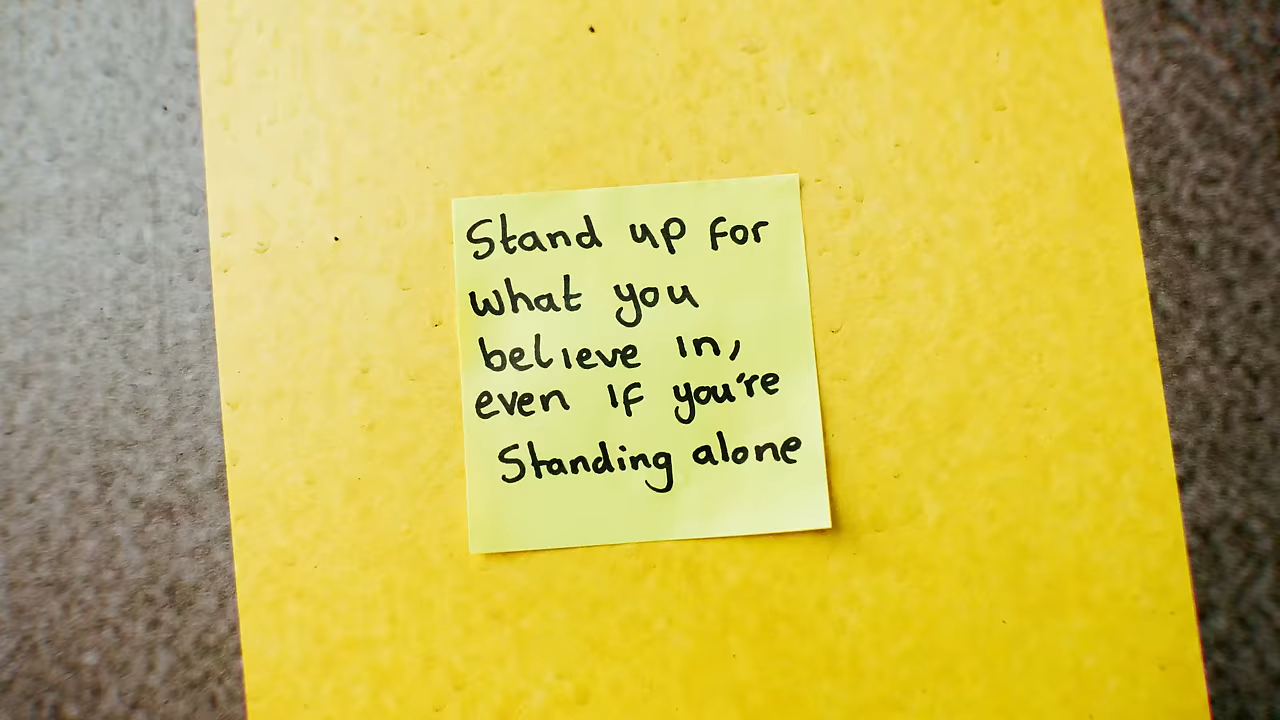 Stand up for
what you
believe in,
even if you're
Standing alone